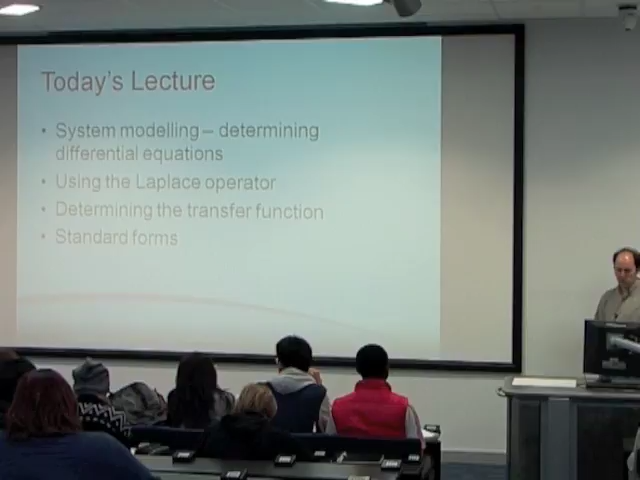 Today's Lecture
• System modelling – determining
differential equations
• Using the Laplace operator
• Determining the transfer function
• Standard forms